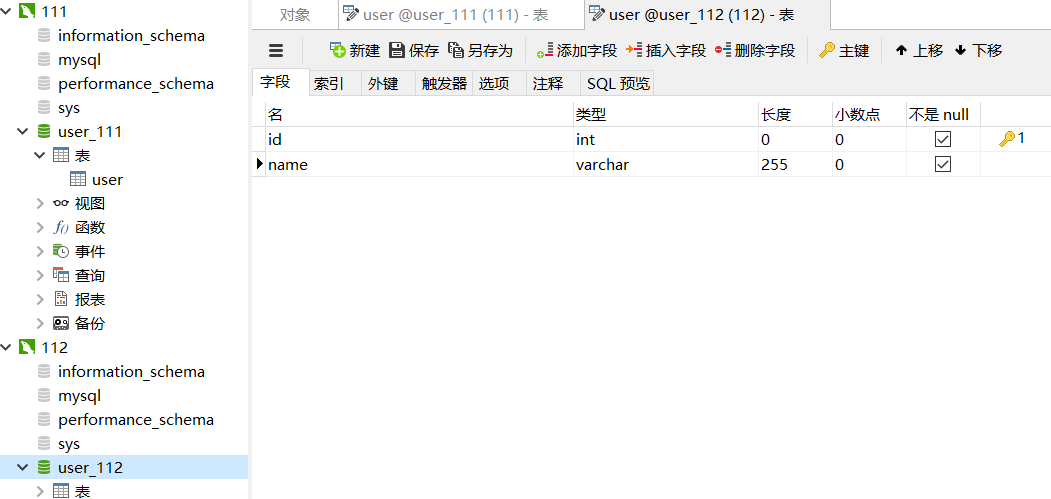 111
information_schema
mysql
performance_schema
sys
user_111
表
user
视图
函数
事件
查询
报表
备份
112
information_schema
mysql
performance_schema
sys
user_112
表
对象 user @user_111 (111) - 表 user @user_112 (112) - 表
新建 保存 另存为 添加字段 插入字段 删除字段 主键 上移 下移
字段 索引 外键 触发器 选项 注释 SQL 预览
名 类型 长度 小数点 不是 null
id int 0 0 1
name varchar 255 0